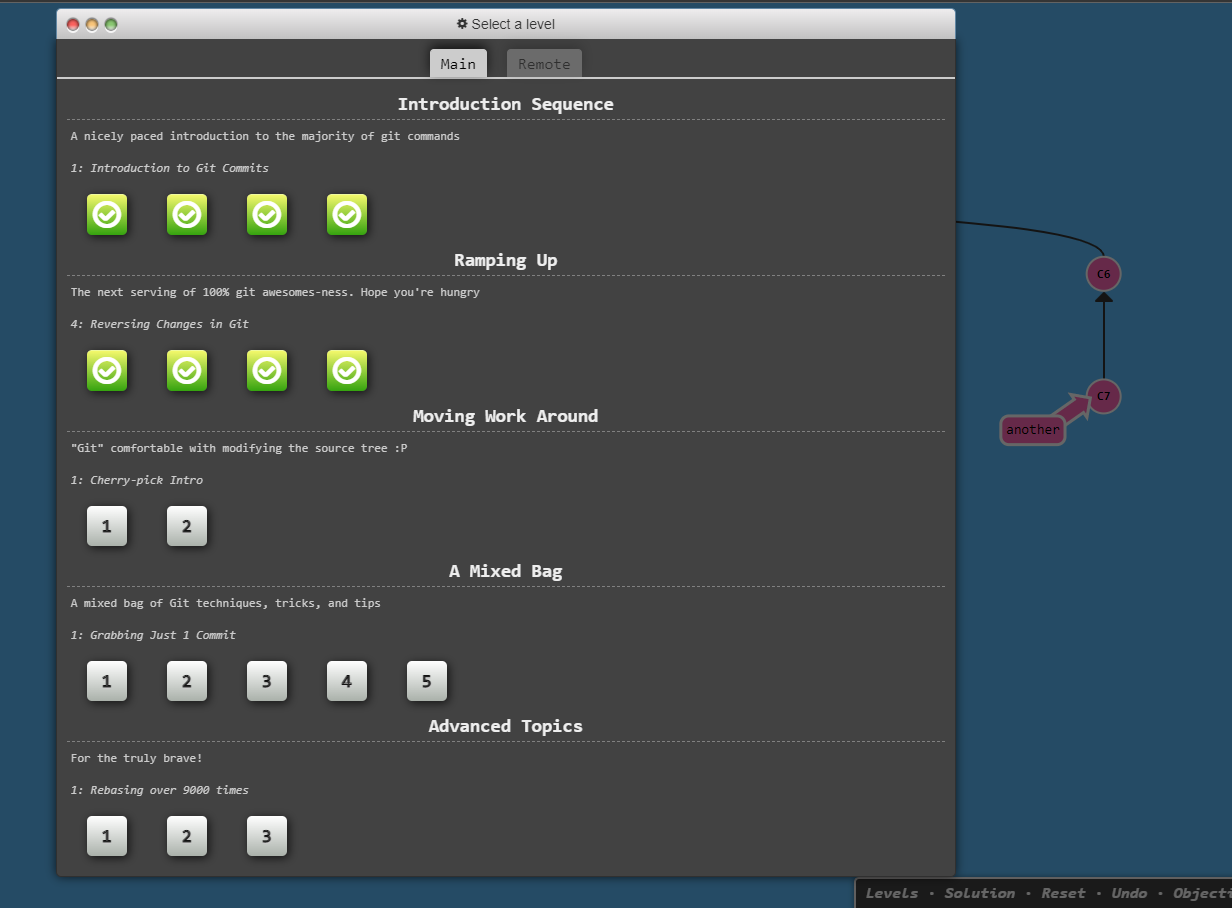 Select a level
Main Remote
Introduction Sequence
A nicely paced introduction to the majority of git commands
1: Introduction to Git Commits
Ramping Up
The next serving of 100% git awesomes-ness. Hope you're hungry
4: Reversing Changes in Git
Moving Work Around
"Git" comfortable with modifying the source tree :P
1: Cherry-pick Intro
1 2
A Mixed Bag
A mixed bag of Git techniques, tricks, and tips
1: Grabbing Just 1 Commit
1 2 3 4 5
Advanced Topics
For the truly brave!
1: Rebasing over 9000 times
1 2 3
C6
C7
another
Levels · Solution · Reset · Undo · Objecti